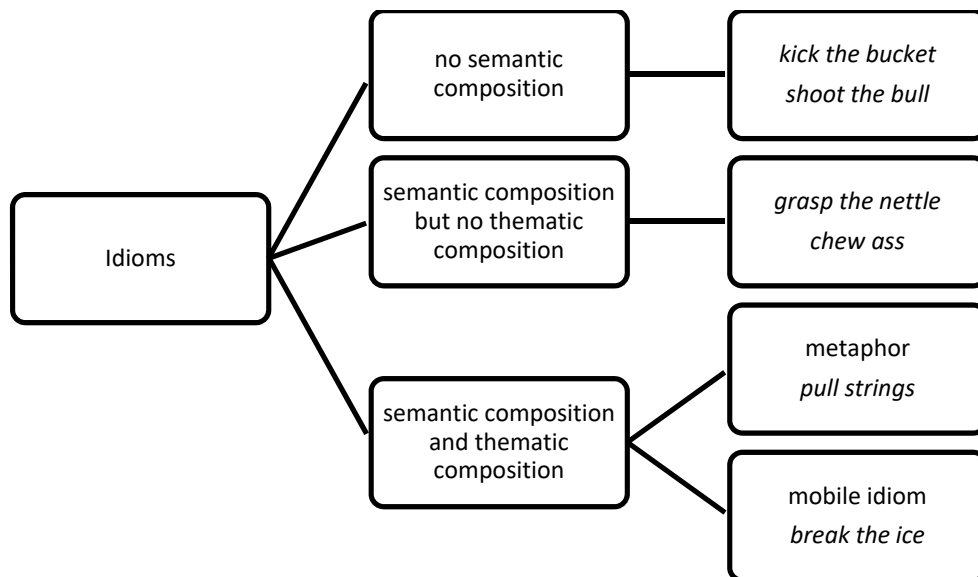 Idioms
no semantic
composition
kick the bucket
shoot the bull
semantic composition
but no thematic
composition
grasp the nettle
chew ass
semantic composition
and thematic
composition
metaphor
pull strings
mobile idiom
break the ice